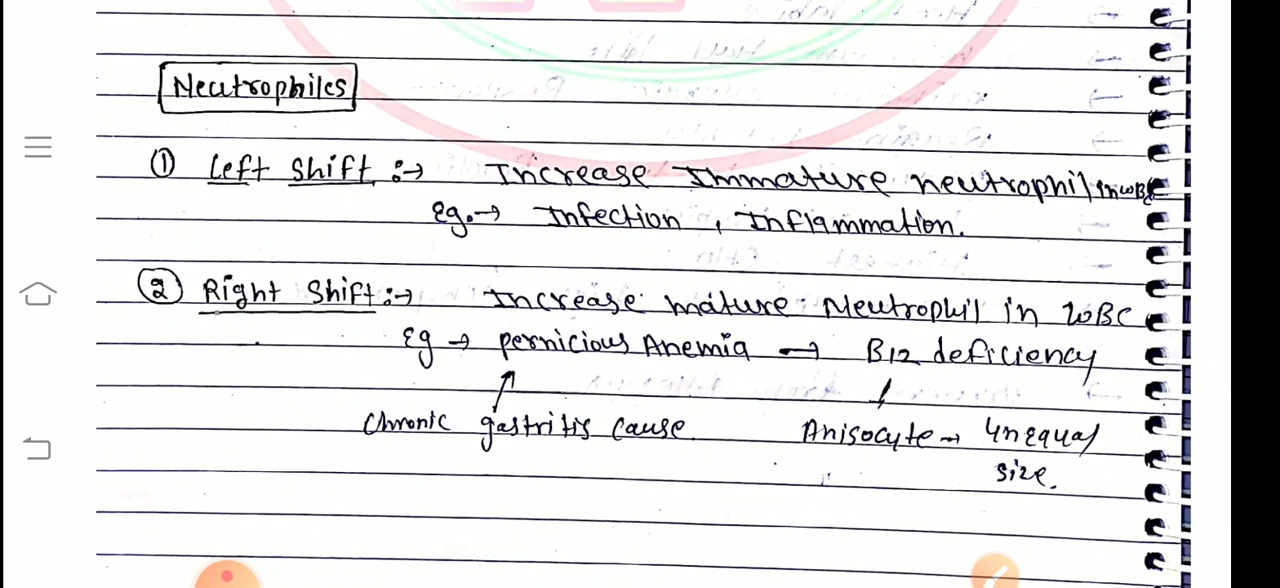 Neutrophiles
① Left Shift :→ Increase Immature neutrophil in WBC
Eg.→ Infection, Inflammation.
② Right Shift :→ Increase mature Neutrophil in WBC
Eg → pernicious Anemia → B12 deficiency
Chronic gastritis cause Anisocyte → Unequal
size.